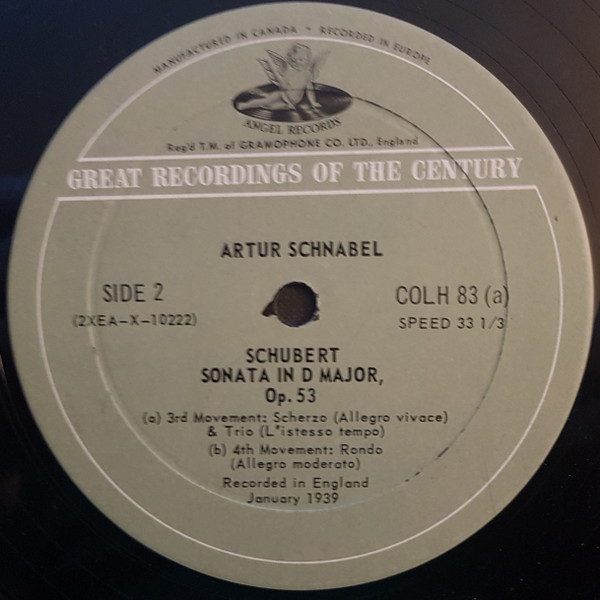 MANUFACTURED IN CANADA • RECORDED IN EUROPE
ANGEL RECORDS
Reg'd T.M. of GRAMOPHONE CO. LTD., England
GREAT RECORDINGS OF THE CENTURY
ARTUR SCHNABEL
SIDE 2
COLH 83 (a)
(2XEA-X-10222)
SPEED 33 1/3
SCHUBERT
SONATA IN D MAJOR,
Op. 53
(a) 3rd Movement: Scherzo (Allegro vivace)
& Trio (L'istesso tempo)
(b) 4th Movement: Rondo
(Allegro moderato)
Recorded in England
January 1939